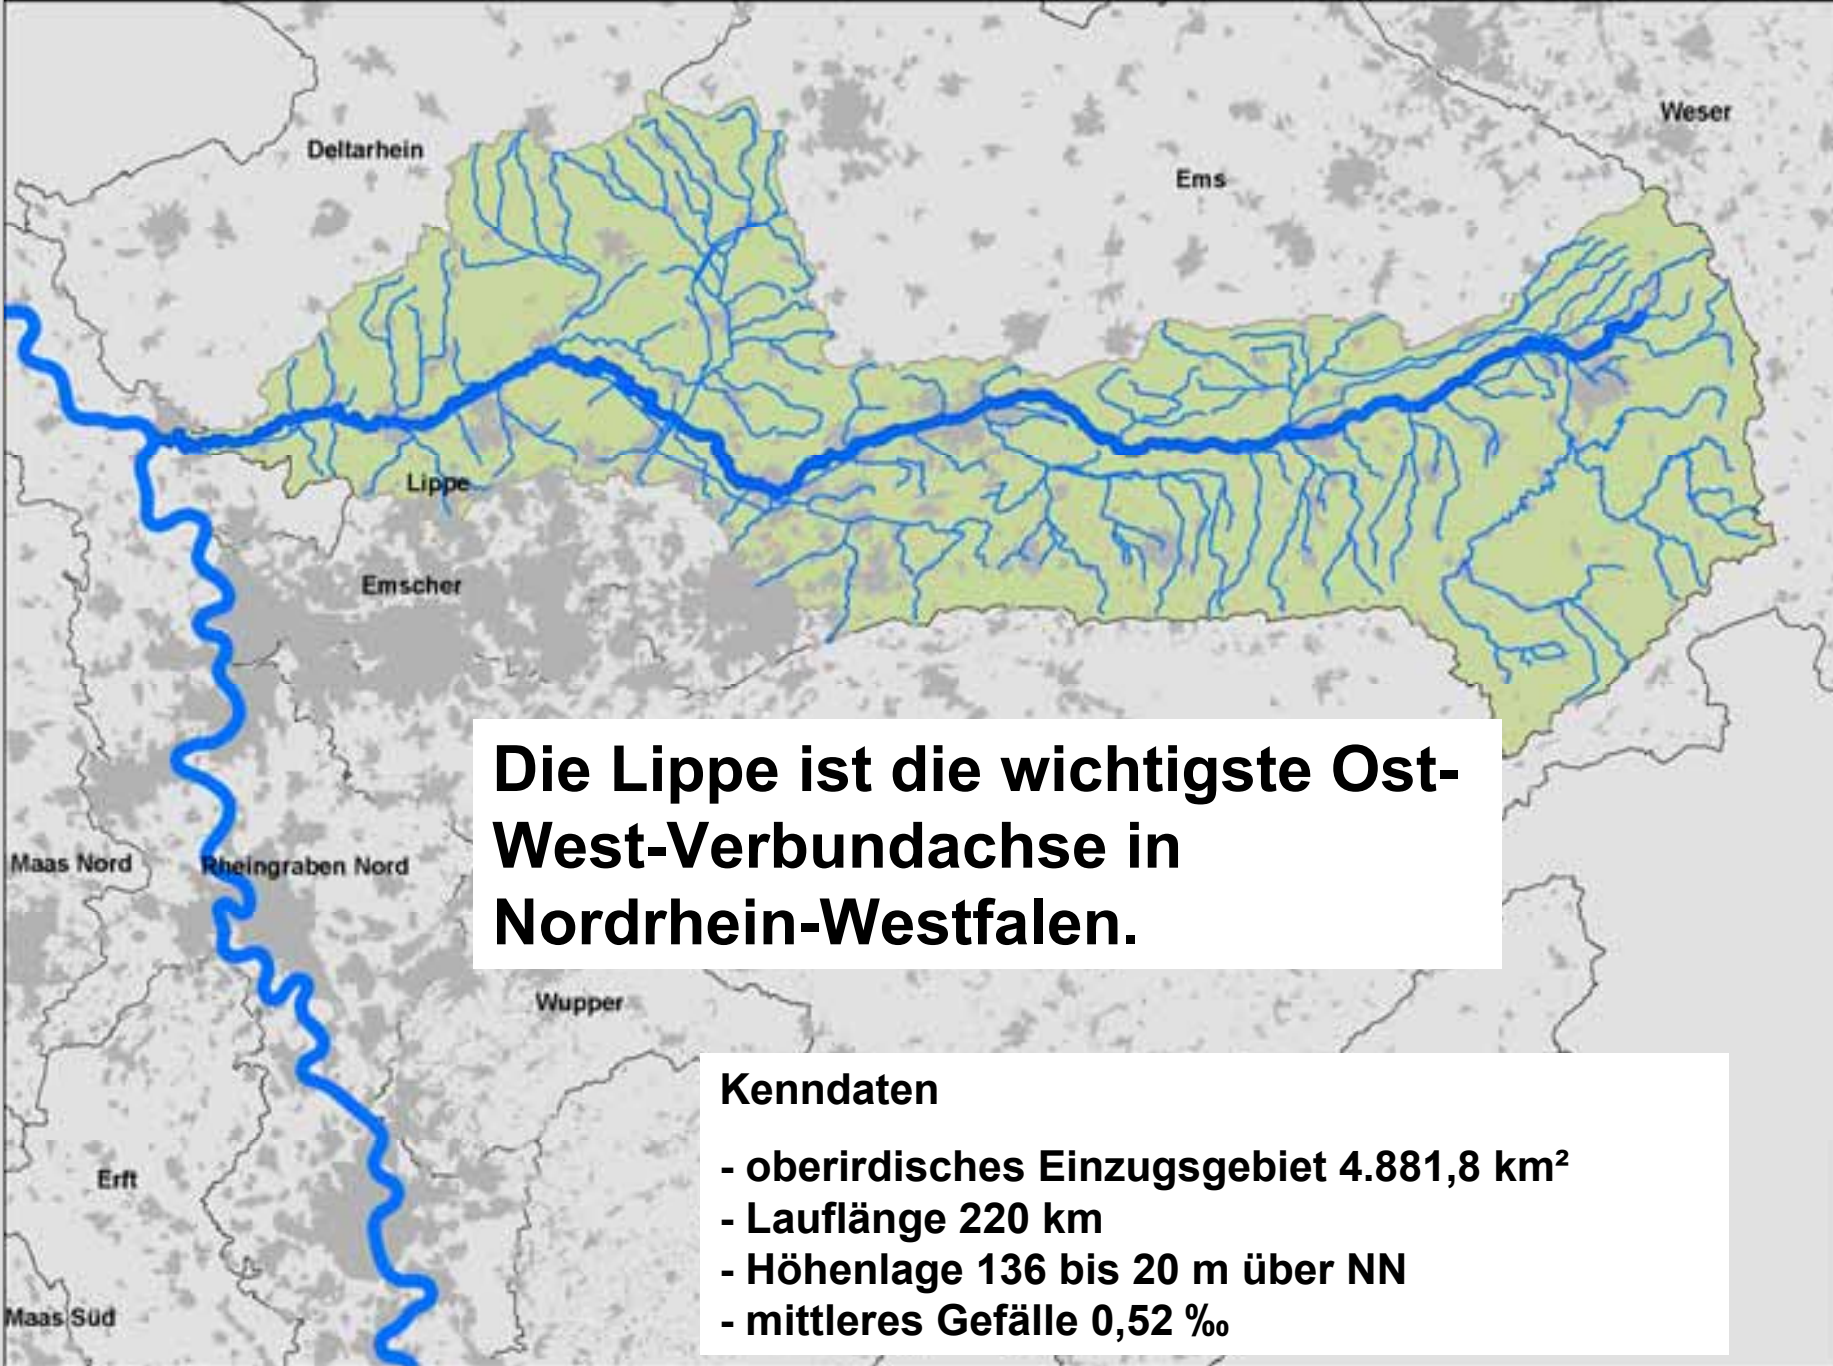 Weser
Deltarhein
Ems
Lippe
Emscher
Die Lippe ist die wichtigste Ost-
West-Verbundachse in
Nordrhein-Westfalen.
Maas Nord
Rheingraben Nord
Wupper
Kenndaten
- oberirdisches Einzugsgebiet 4.881,8 km²
- Lauflänge 220 km
- Höhenlage 136 bis 20 m über NN
- mittleres Gefälle 0,52 ‰
Erft
Maas Süd